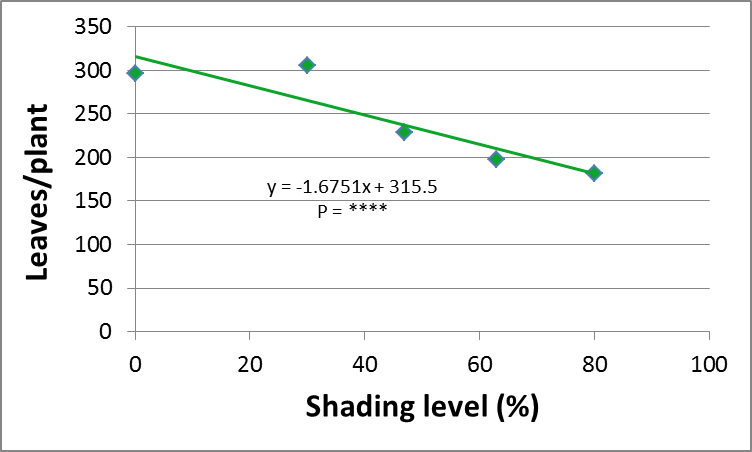 350
300
250
200
150
100
50
0
Leaves/plant
y = -1.6751x + 315.5
P = ****
0 20 40 60 80 100
Shading level (%)